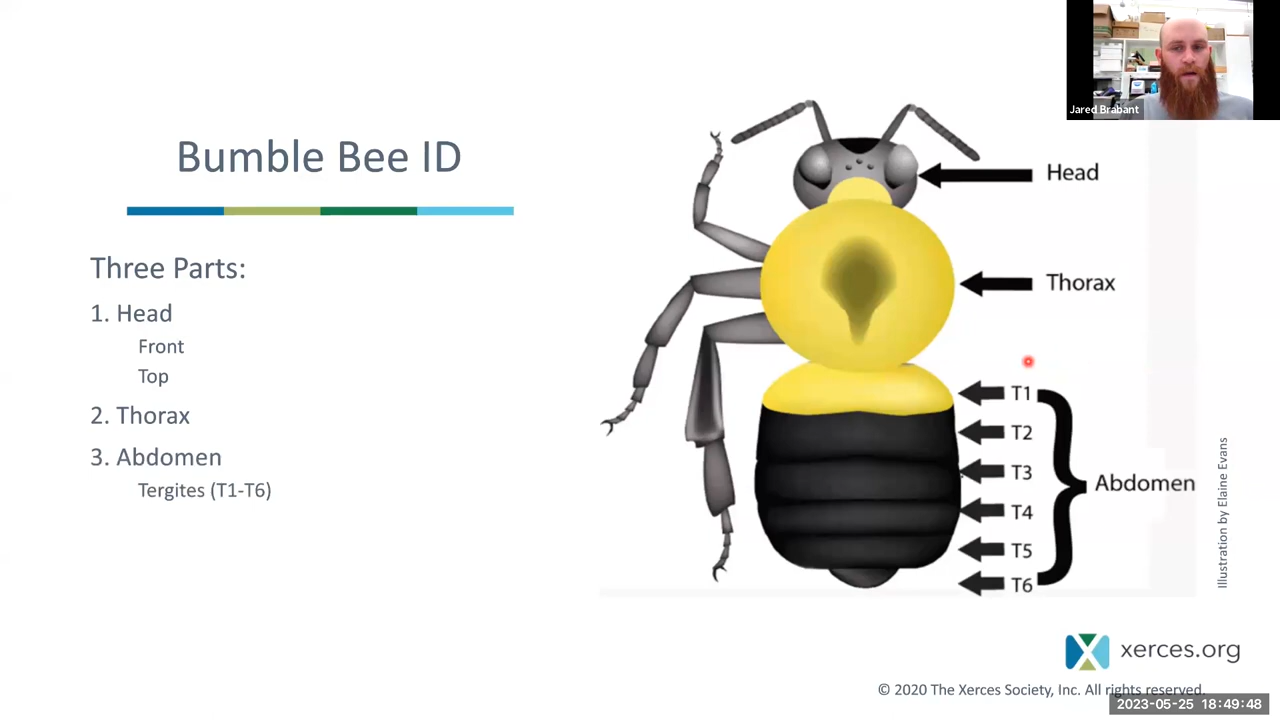 Jared Brabant
Bumble Bee ID
Three Parts:
1. Head
Front
Top
2. Thorax
3. Abdomen
Tergites (T1-T6)
Head
Thorax
T1
T2
T3
T4
T5
T6
Abdomen
Illustration by Elaine Evans
xerces.org
© 2020 The Xerces Society, Inc. All rights reserved.
2023-05-25 18:49:48